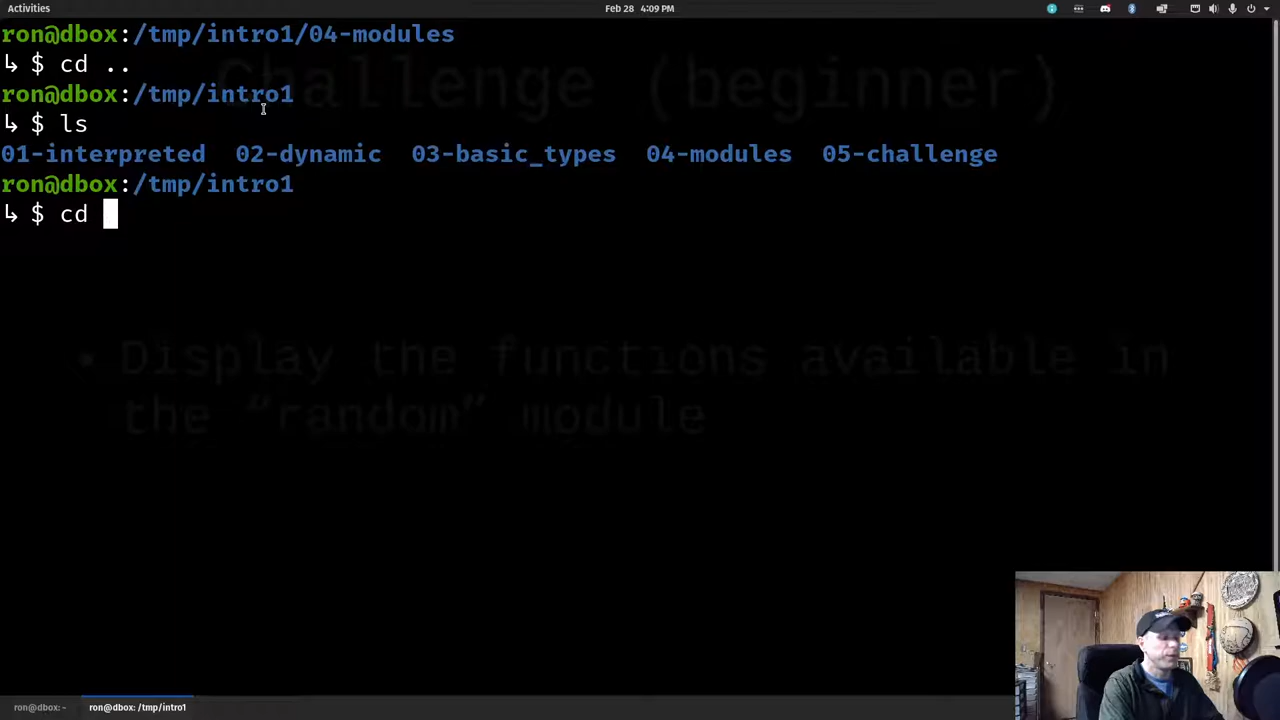 Activities
Feb 28 4:09 PM
ron@dbox:/tmp/intro1/04-modules
↳ $ cd ..
ron@dbox:/tmp/intro1
↳ $ ls
01-interpreted 02-dynamic 03-basic_types 04-modules 05-challenge
ron@dbox:/tmp/intro1
↳ $ cd
Challenge (beginner)
• Display the functions available in
the “random” module
ron@dbox: ~
ron@dbox: /tmp/intro1